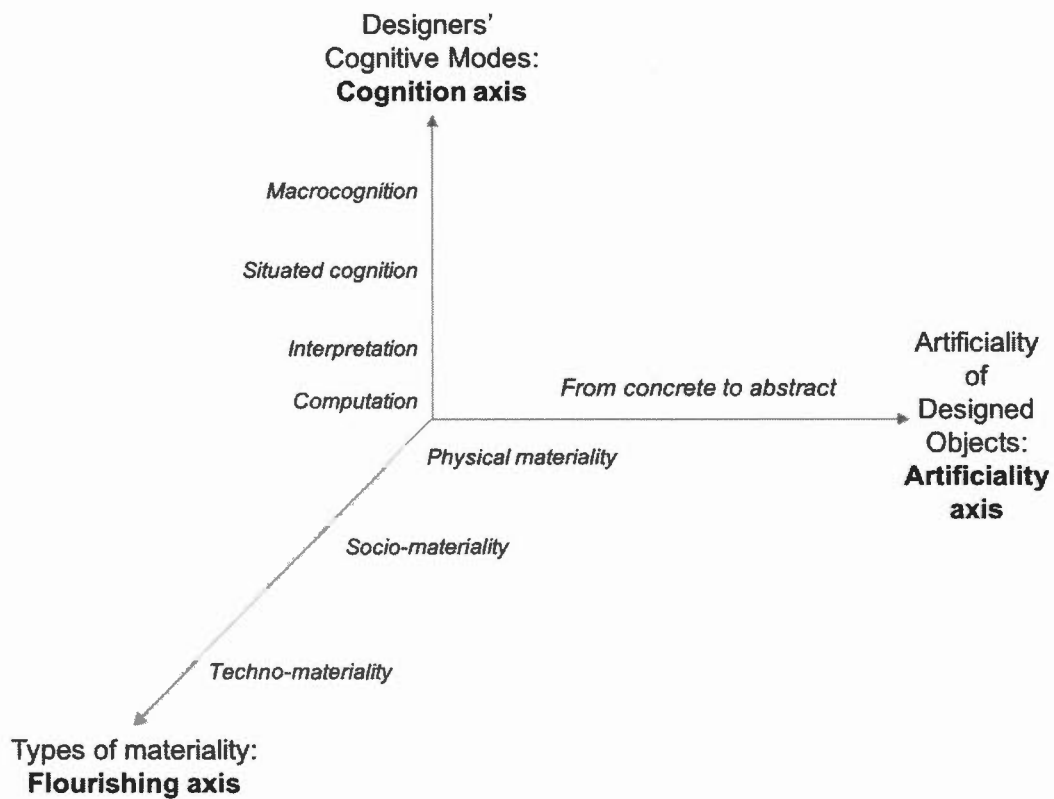 Designers'
Cognitive Modes:
Cognition axis
Macrocognition
Situated cognition
Interpretation
Computation
From concrete to abstract
Artificiality
of
Designed
Objects:
Artificiality
axis
Physical materiality
Socio-materiality
Techno-materiality
Types of materiality:
Flourishing axis